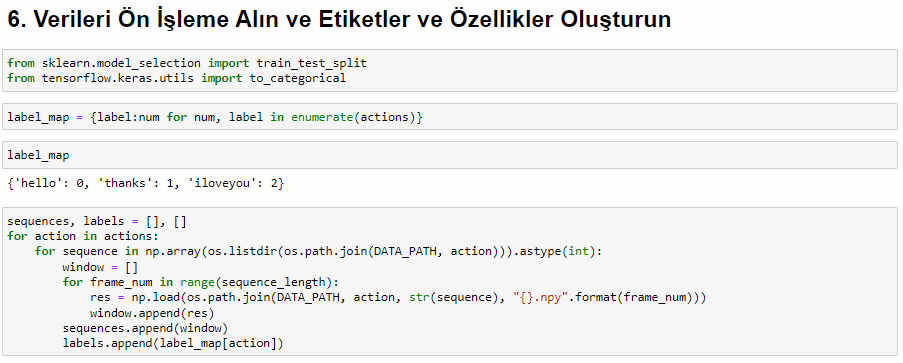 6. Verileri Ön İşleme Alın ve Etiketler ve Özellikler Oluşturun
from sklearn.model_selection import train_test_split
from tensorflow.keras.utils import to_categorical
label_map = {label:num for num, label in enumerate(actions)}
label_map
{'hello': 0, 'thanks': 1, 'iloveyou': 2}
sequences, labels = [], []
for action in actions:
    for sequence in np.array(os.listdir(os.path.join(DATA_PATH, action))).astype(int):
        window = []
        for frame_num in range(sequence_length):
            res = np.load(os.path.join(DATA_PATH, action, str(sequence), "{}.npy".format(frame_num)))
            window.append(res)
        sequences.append(window)
        labels.append(label_map[action])